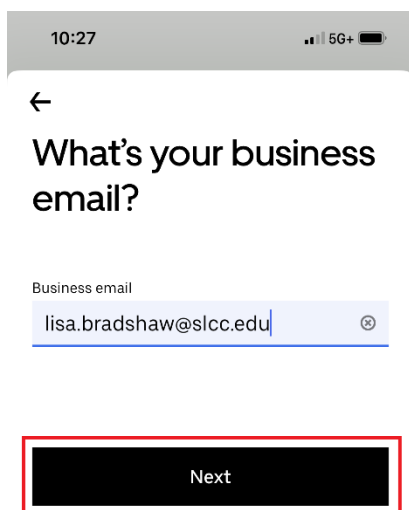 10:27 5G+
What's your business
email?
Business email
lisa.bradshaw@slcc.edu
Next